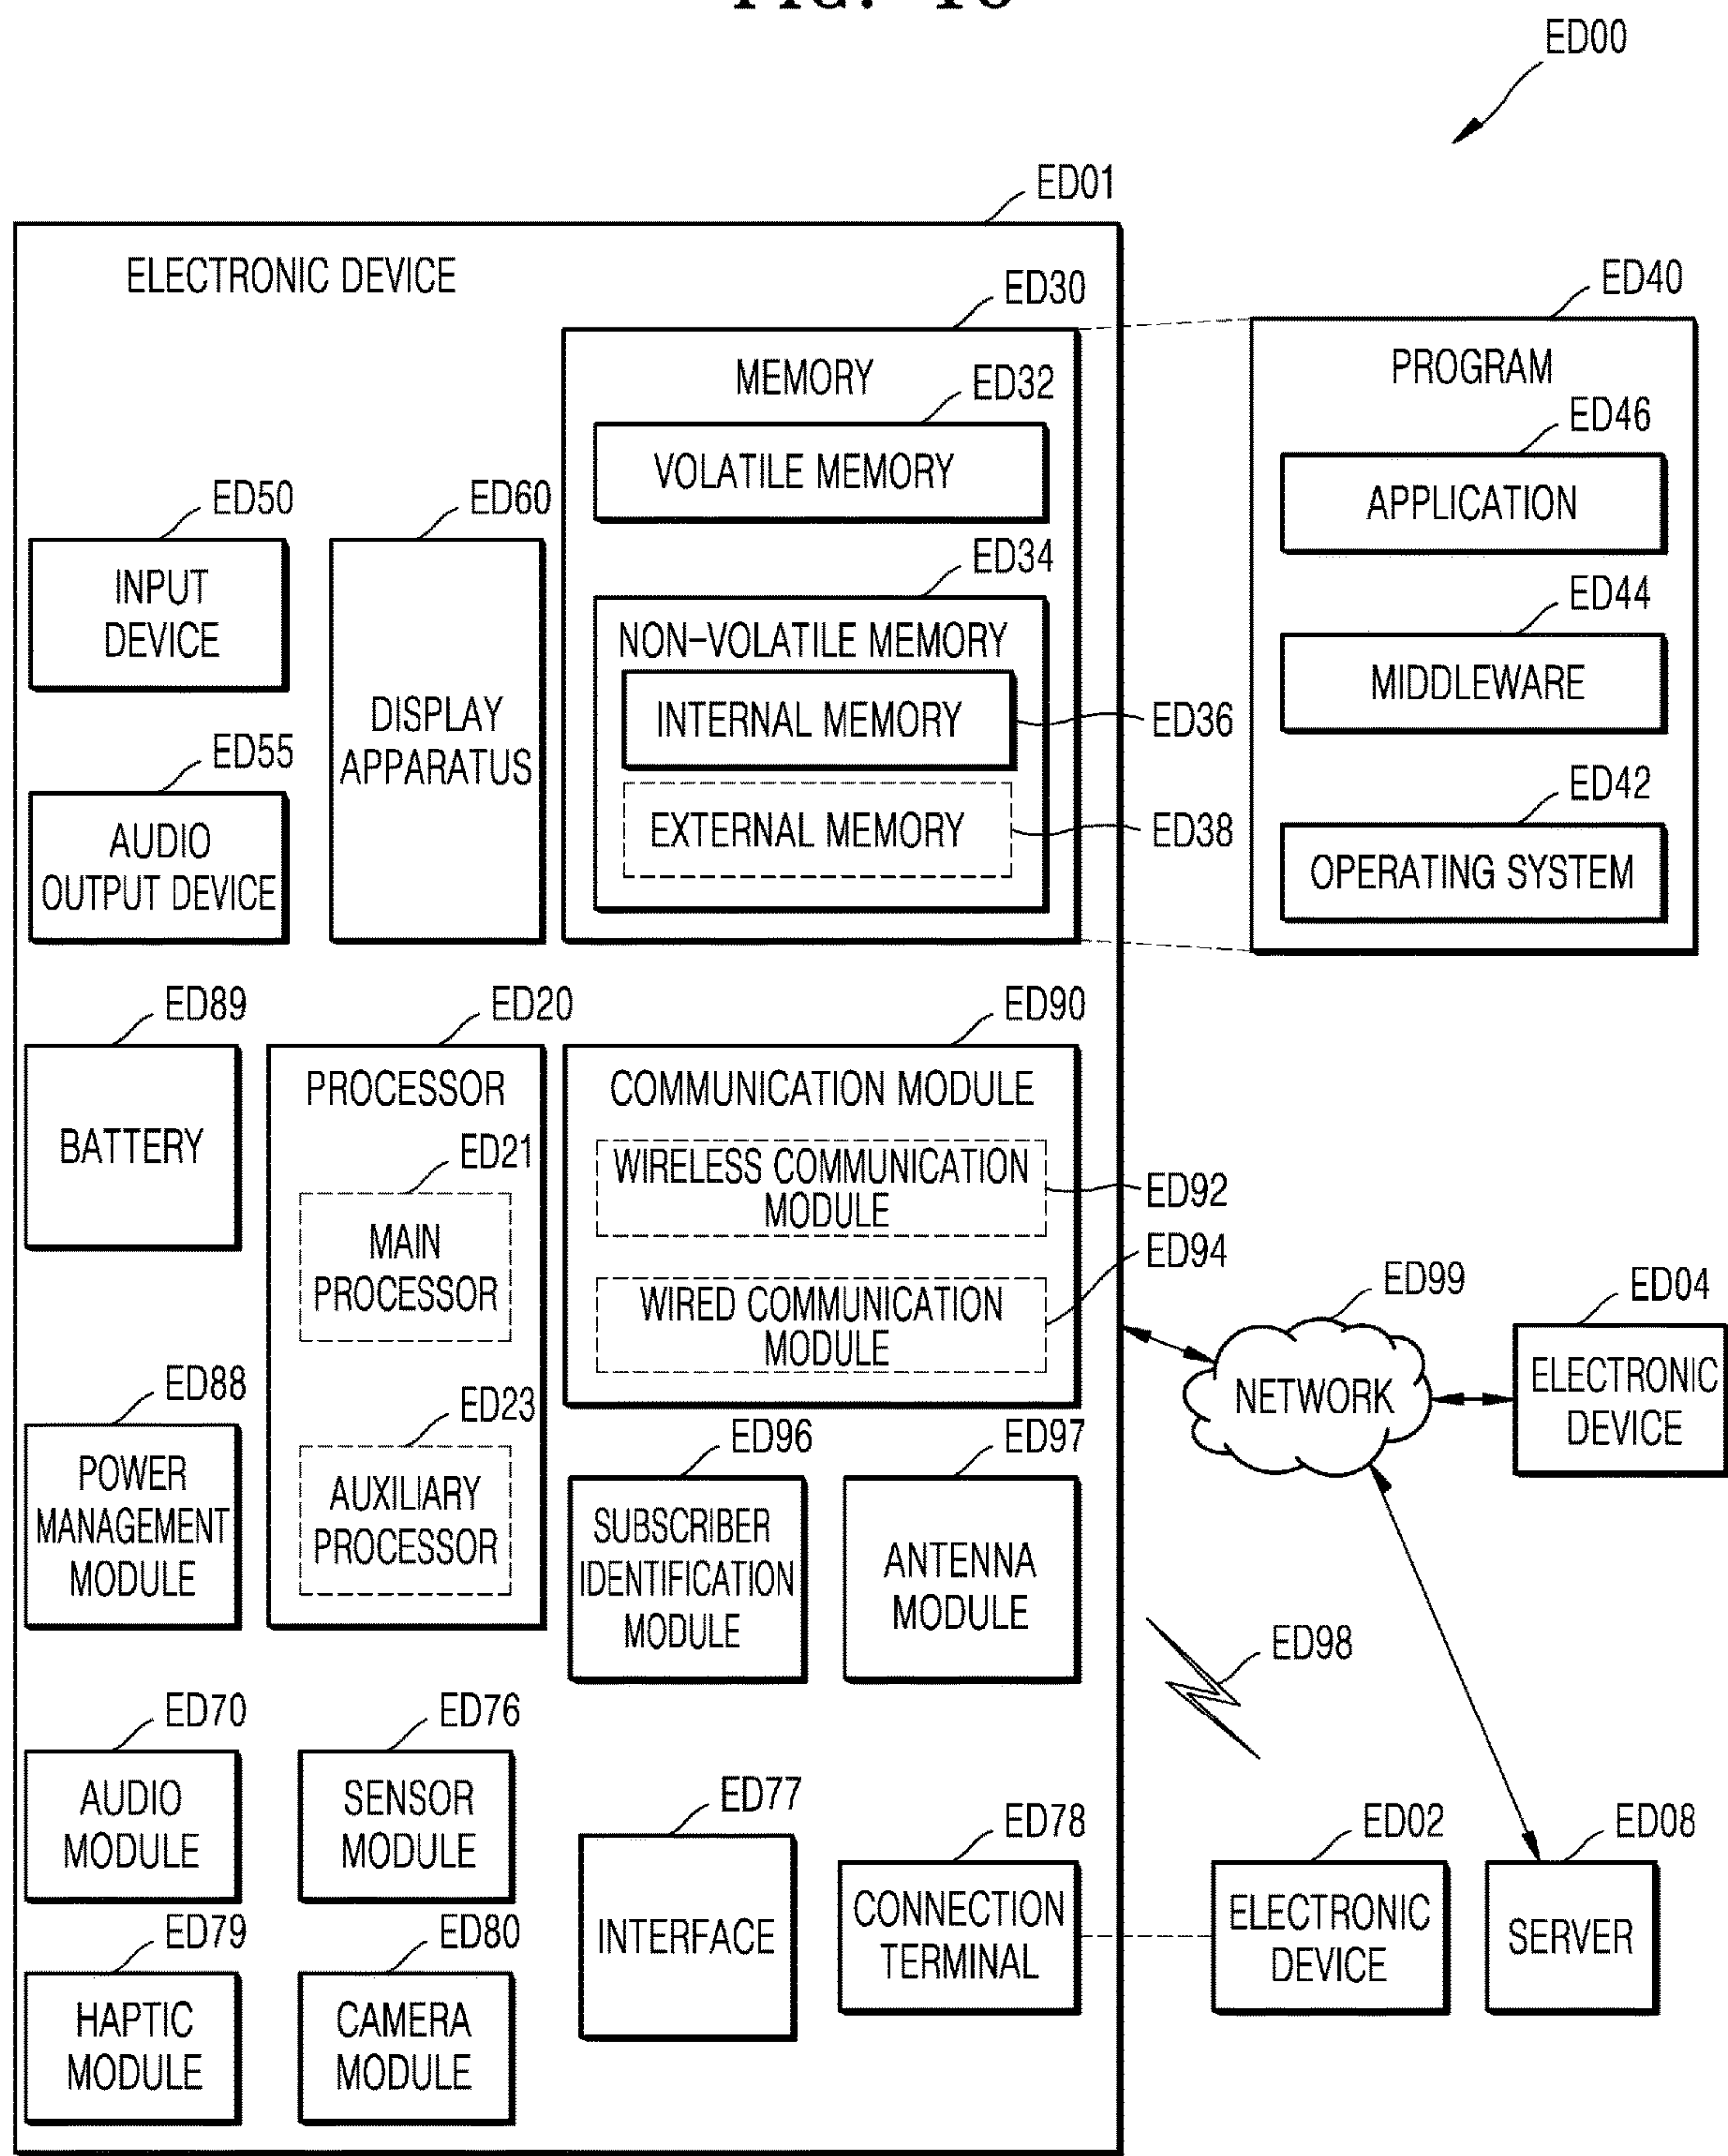 ED00
ED01
ELECTRONIC DEVICE
ED30
MEMORY
ED32
VOLATILE MEMORY
ED34
NON-VOLATILE MEMORY
INTERNAL MEMORY
ED36
EXTERNAL MEMORY
ED38
ED40
PROGRAM
ED46
APPLICATION
ED44
MIDDLEWARE
ED42
OPERATING SYSTEM
ED50
INPUT
DEVICE
ED60
DISPLAY
APPARATUS
ED55
AUDIO
OUTPUT DEVICE
ED89
BATTERY
ED20
PROCESSOR
ED21
MAIN
PROCESSOR
ED23
AUXILIARY
PROCESSOR
ED90
COMMUNICATION MODULE
WIRELESS COMMUNICATION
MODULE
ED92
WIRED COMMUNICATION
MODULE
ED94
ED88
POWER
MANAGEMENT
MODULE
ED96
SUBSCRIBER
IDENTIFICATION
MODULE
ED97
ANTENNA
MODULE
ED99
NETWORK
ED04
ELECTRONIC
DEVICE
ED98
ED70
AUDIO
MODULE
ED76
SENSOR
MODULE
ED77
INTERFACE
ED78
CONNECTION
TERMINAL
ED02
ELECTRONIC
DEVICE
ED08
SERVER
ED79
HAPTIC
MODULE
ED80
CAMERA
MODULE